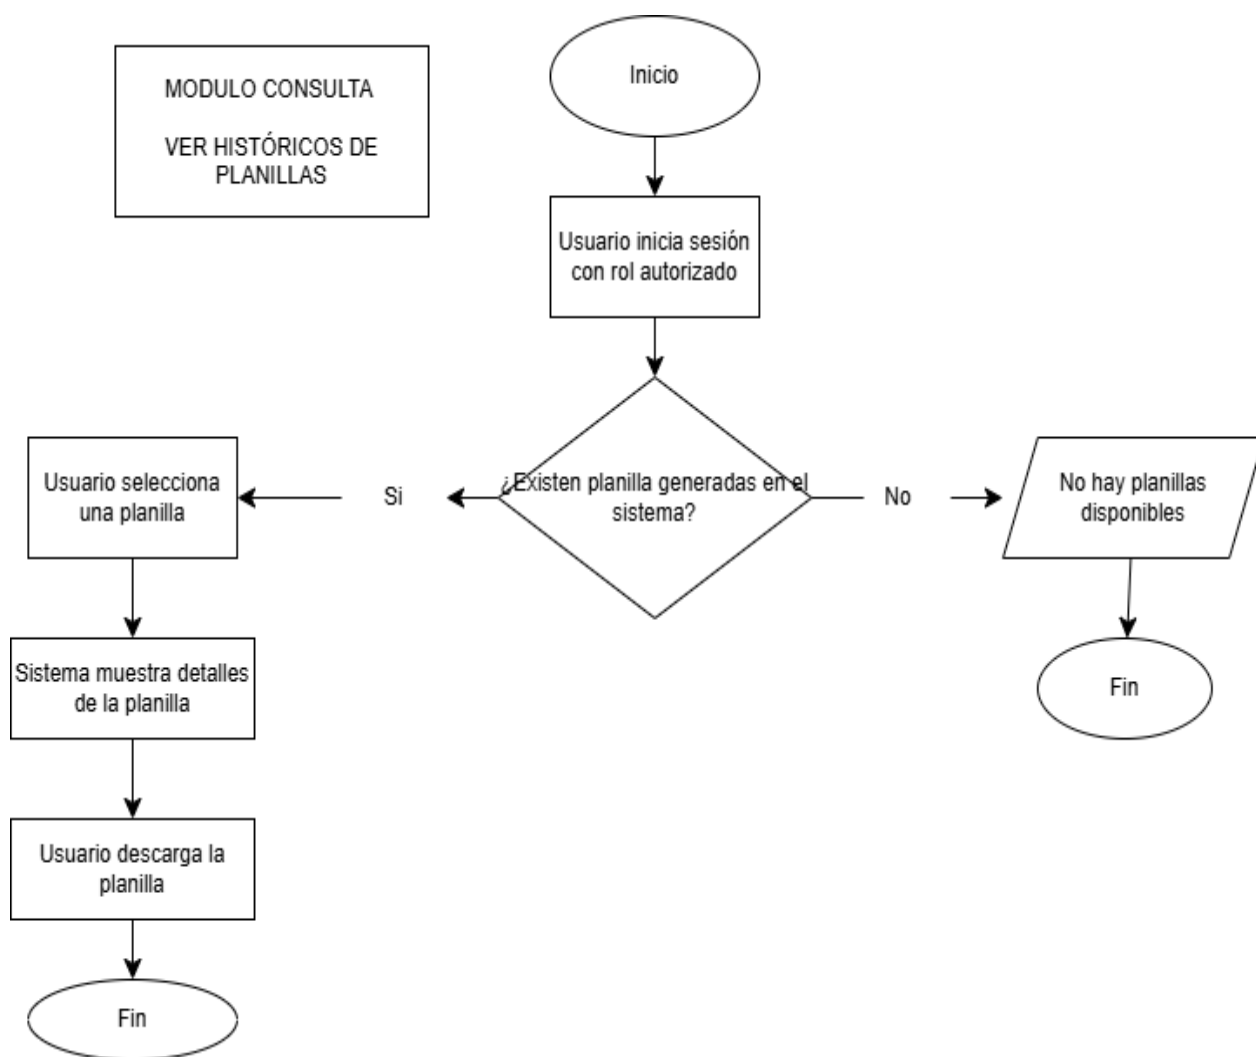 MODULO CONSULTA
VER HISTÓRICOS DE
PLANILLAS
Inicio
Usuario inicia sesión
con rol autorizado
¿Existen planilla generadas en el
sistema?
Si
No
Usuario selecciona
una planilla
No hay planillas
disponibles
Sistema muestra detalles
de la planilla
Fin
Usuario descarga la
planilla
Fin